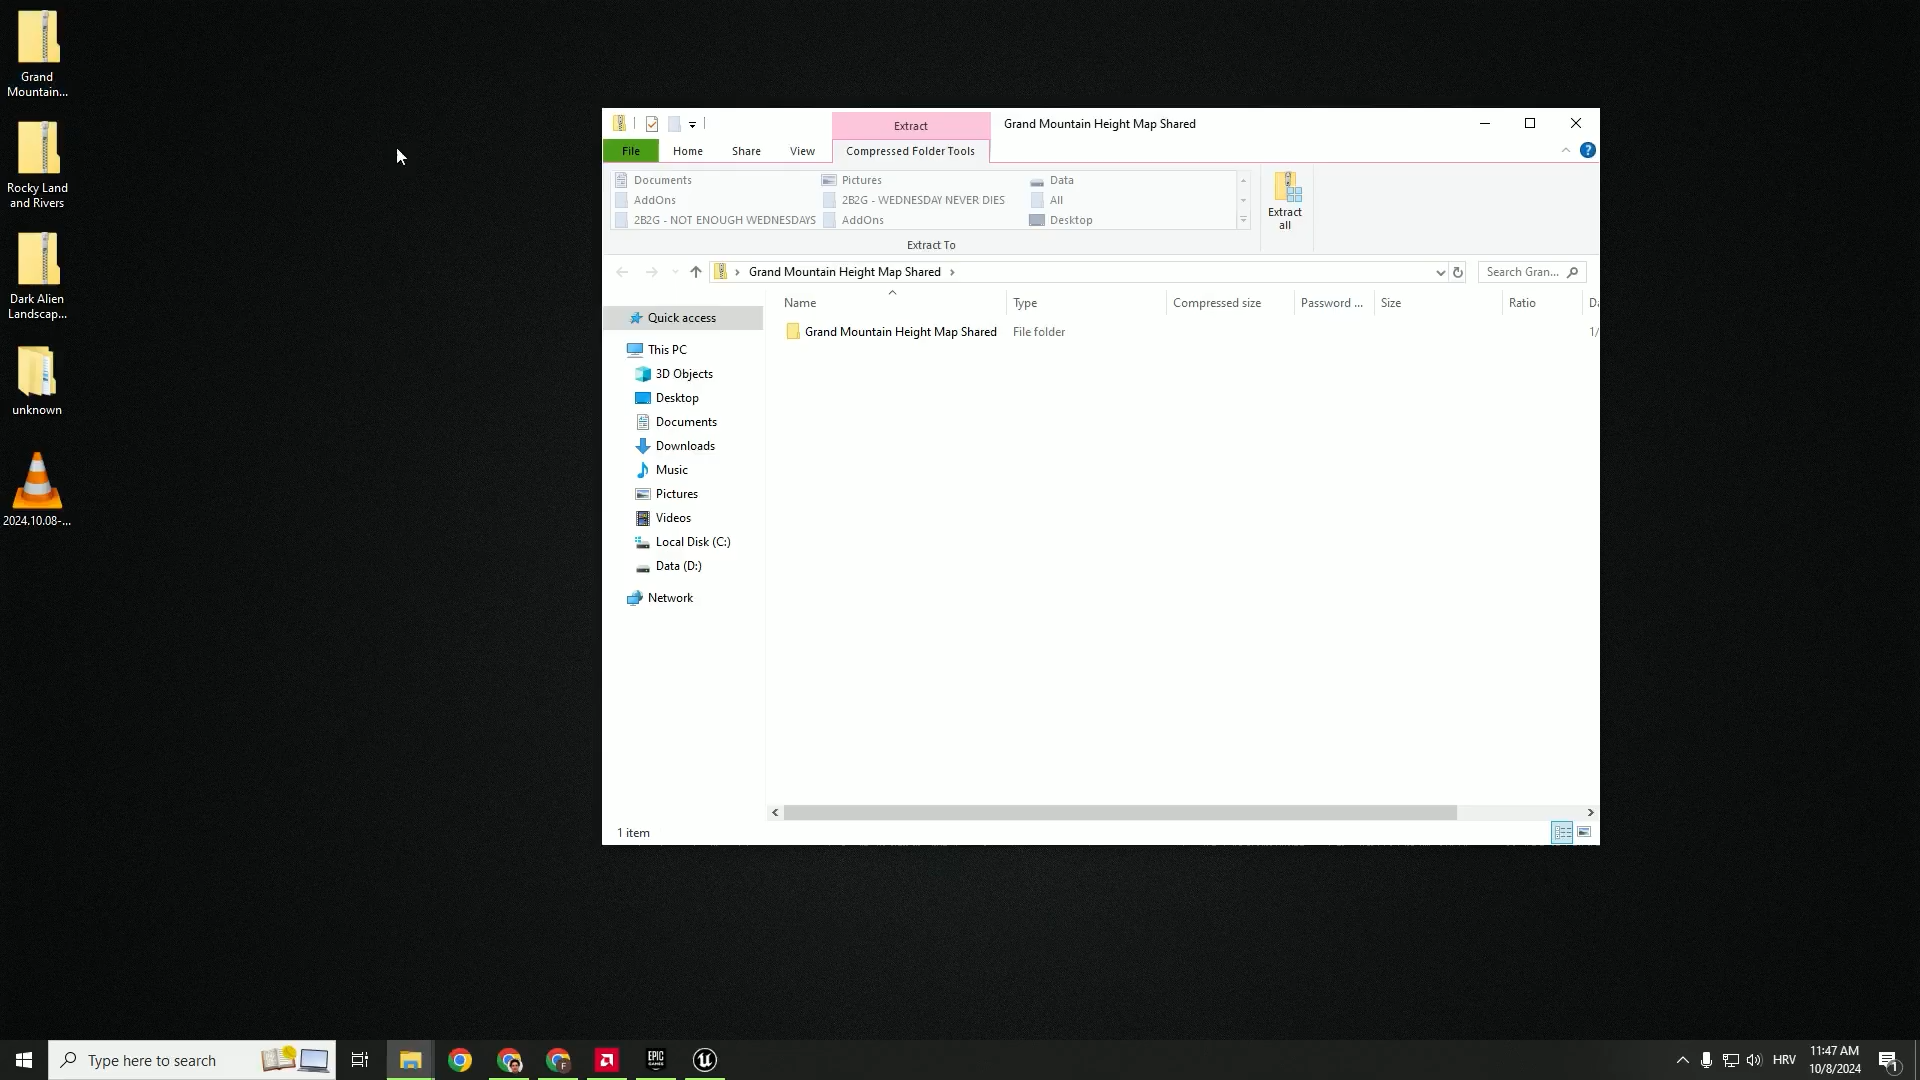 Grand
Mountain...
Rocky Land
and Rivers
Dark Alien
Landscap...
unknown
2024.10.08-...
Extract
Grand Mountain Height Map Shared
File
Home
Share
View
Compressed Folder Tools
Documents
Pictures
Data
AddOns
2B2G - WEDNESDAY NEVER DIES
All
2B2G - NOT ENOUGH WEDNESDAYS
AddOns
Desktop
Extract
all
Extract To
Grand Mountain Height Map Shared
Search Gran...
Name
Type
Compressed size
Password ...
Size
Ratio
Grand Mountain Height Map Shared
File folder
1/
Quick access
This PC
3D Objects
Desktop
Documents
Downloads
Music
Pictures
Videos
Local Disk (C:)
Data (D:)
Network
1 item
Type here to search
EPIC
GAMES
F
HRV
11:47 AM
10/8/2024
1